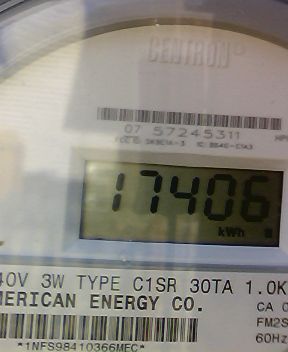 CENTRON®
07 57245311
17406
kWh
40V 3W TYPE C1SR 30TA 1.0K
MERICAN ENERGY CO.
CA 0
FM2S
60Hz
*1NFS98410366MEC*